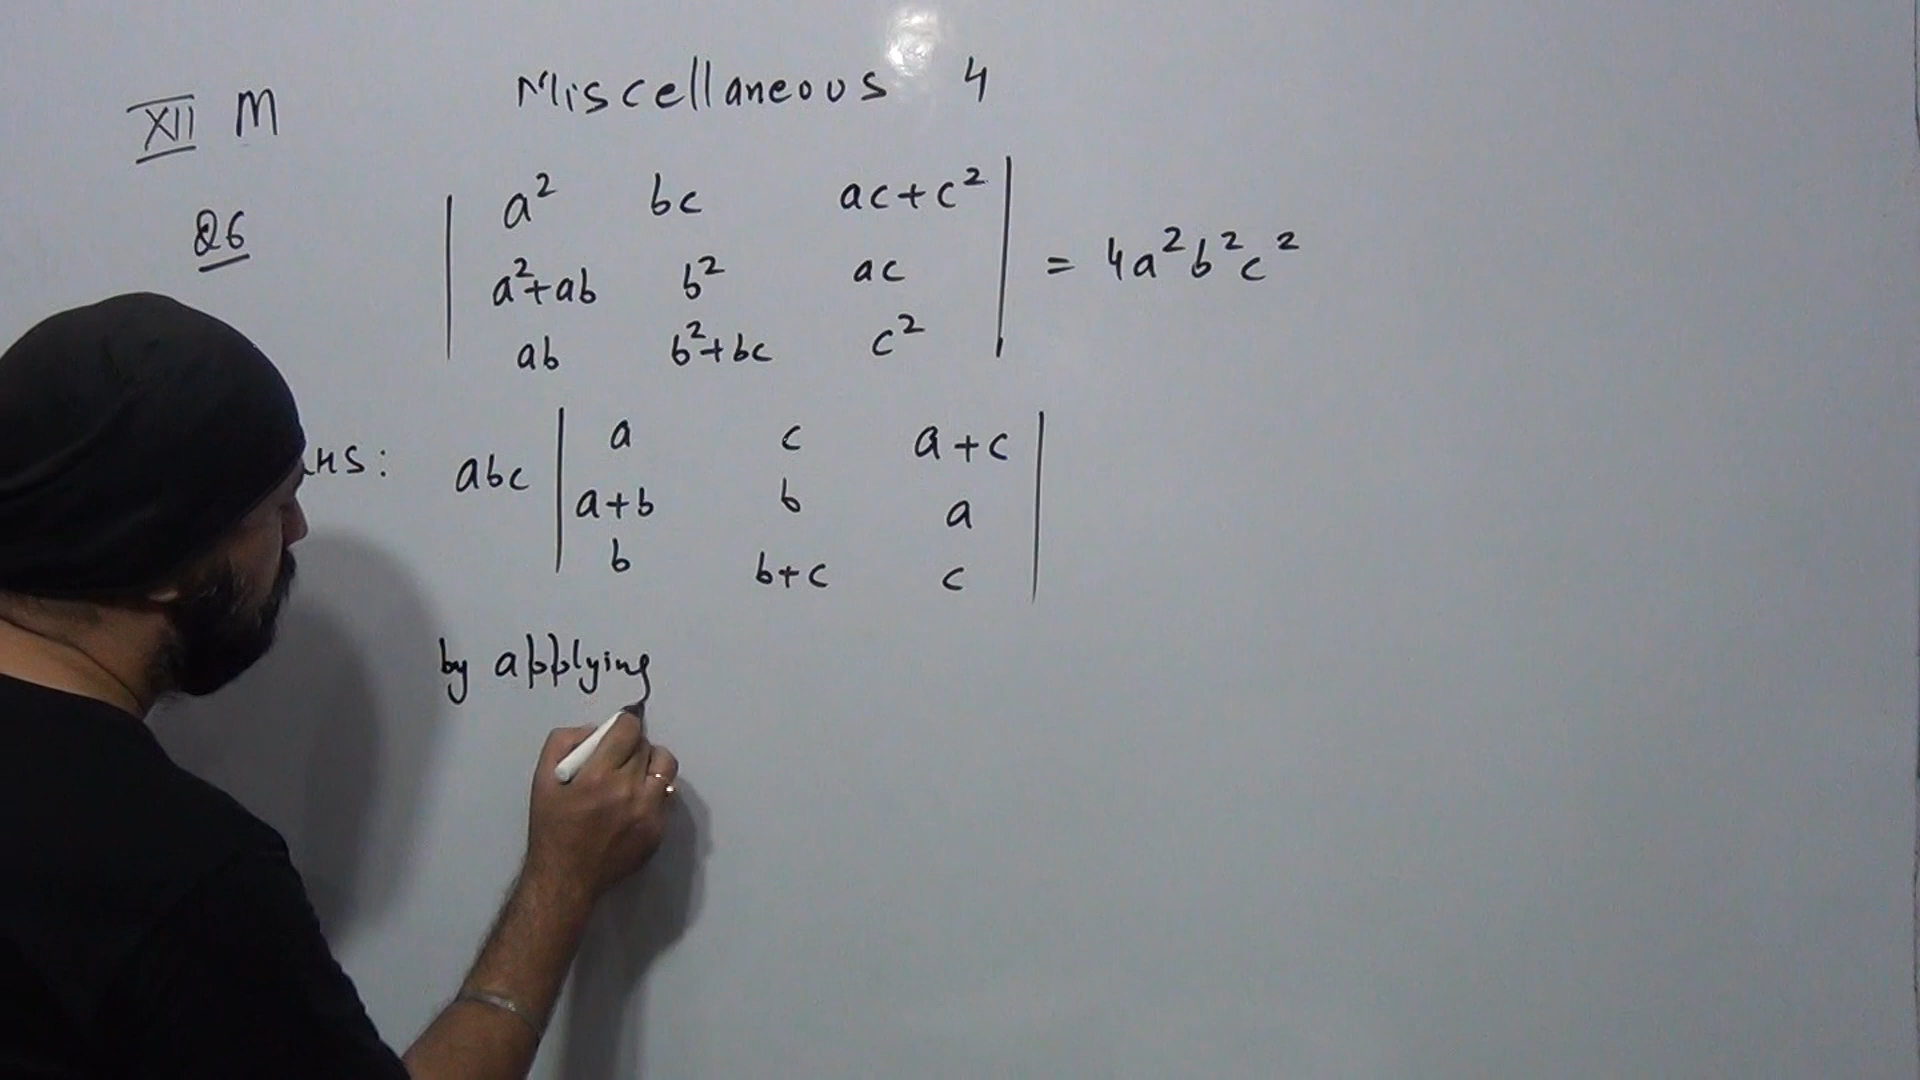 XII M Miscellaneous 4
Q6
| a² bc ac+c² |
| a²+ab b² ac | = 4a²b²c²
| ab b²+bc c² |
HS: abc | a c a+c |
| a+b b a |
| b b+c c |
by applying